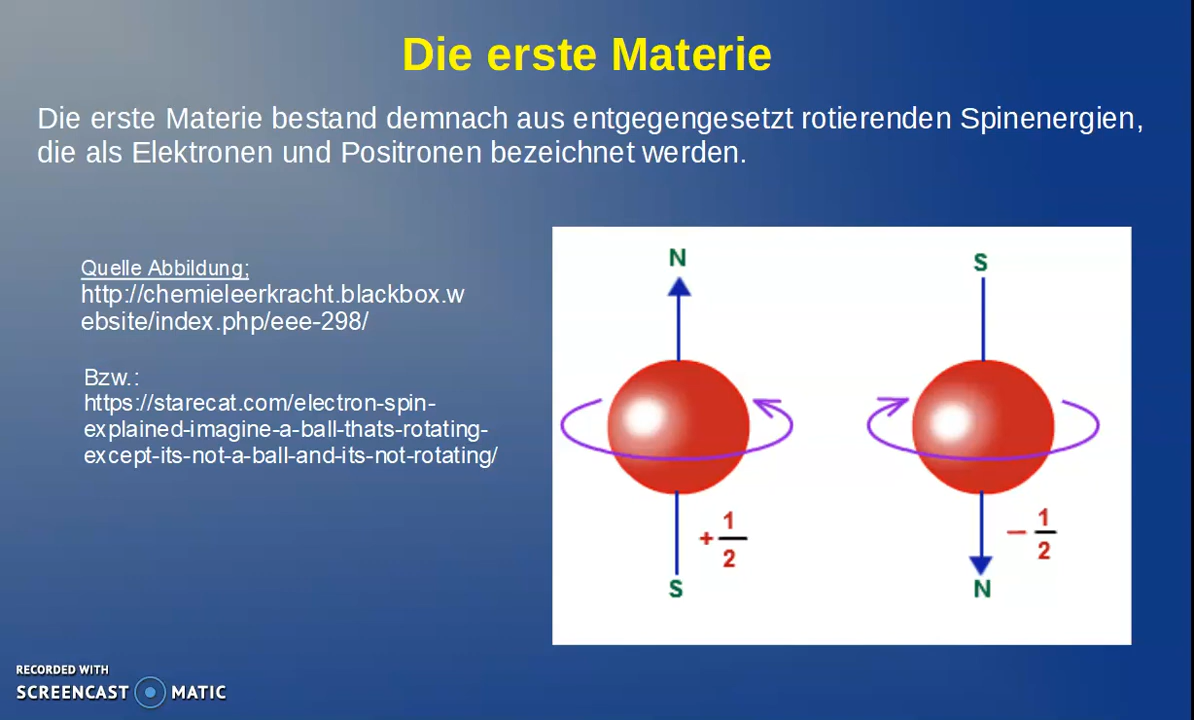 Die erste Materie
Die erste Materie bestand demnach aus entgegengesetzt rotierenden Spinenergien,
die als Elektronen und Positronen bezeichnet werden.
Quelle Abbildung;
http://chemieleerkracht.blackbox.w
ebsite/index.php/eee-298/
Bzw.:
https://starecat.com/electron-spin-
explained-imagine-a-ball-thats-rotating-
except-its-not-a-ball-and-its-not-rotating/
N
+ 1/2
S
S
− 1/2
N
RECORDED WITH
SCREENCAST MATIC